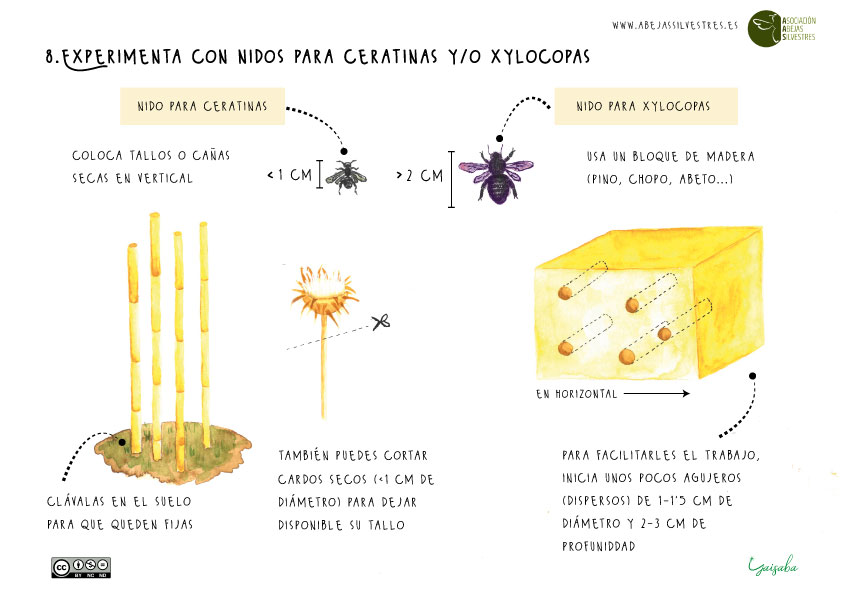 WWW.ABEJASSILVESTRES.ES
ASOCIACIÓN
ABEJAS
SILVESTRES
8.EXPERIMENTA CON NIDOS PARA CERATINAS Y/O XYLOCOPAS
NIDO PARA CERATINAS
NIDO PARA XYLOCOPAS
COLOCA TALLOS O CAÑAS
SECAS EN VERTICAL
<1 CM
>2 CM
USA UN BLOQUE DE MADERA
(PINO, CHOPO, ABETO...)
EN HORIZONTAL
CLÁVALAS EN EL SUELO
PARA QUE QUEDEN FIJAS
TAMBIÉN PUEDES CORTAR
CARDOS SECOS (<1 CM DE
DIÁMETRO) PARA DEJAR
DISPONIBLE SU TALLO
PARA FACILITARLES EL TRABAJO,
INICIA UNOS POCOS AGUJEROS
(DISPERSOS) DE 1-1'5 CM DE
DIÁMETRO Y 2-3 CM DE
PROFUNIDDAD
CC BY NC ND
Gaisaba